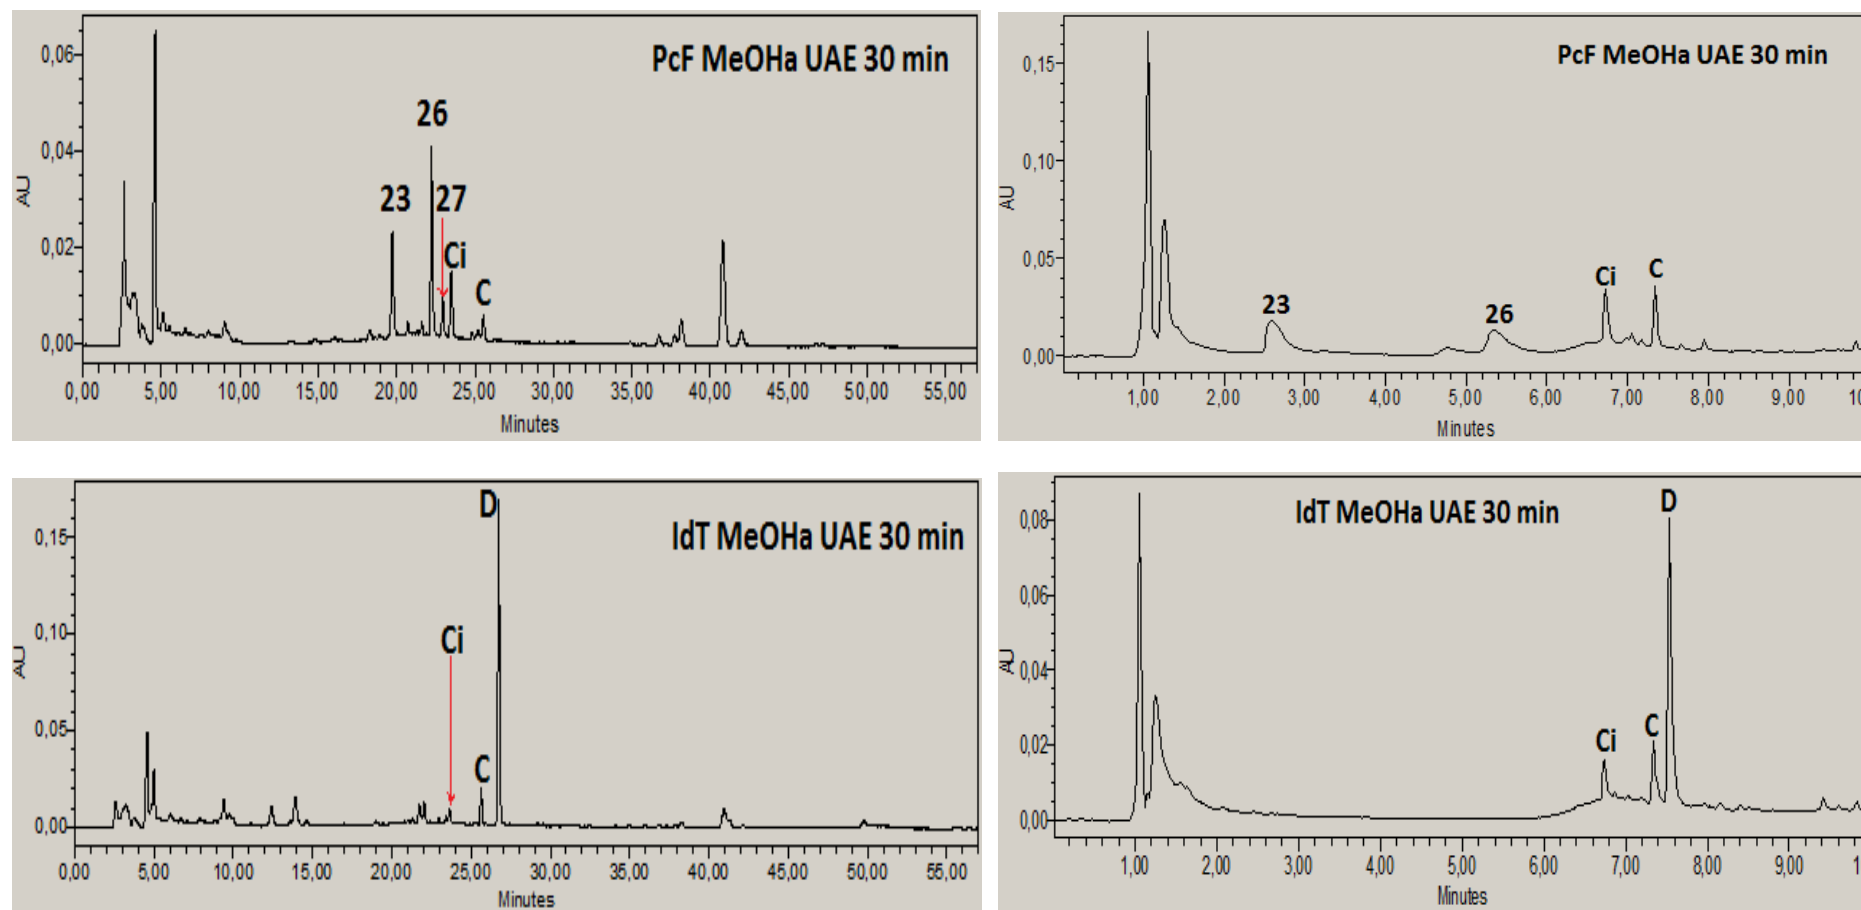 PcF MeOHa UAE 30 min
0,06
0,04
0,02
0,00
AU
26
23
27
Ci
C
0,00 5,00 10,00 15,00 20,00 25,00 30,00 35,00 40,00 45,00 50,00 55,00
Minutes
PcF MeOHa UAE 30 min
0,15
0,10
0,05
0,00
AU
23
26
Ci
C
1,00 2,00 3,00 4,00 5,00 6,00 7,00 8,00 9,00 10
Minutes
D
IdT MeOHa UAE 30 min
0,15
0,10
0,05
0,00
AU
Ci
C
0,00 5,00 10,00 15,00 20,00 25,00 30,00 35,00 40,00 45,00 50,00 55,00
Minutes
IdT MeOHa UAE 30 min
D
0,08
0,06
0,04
0,02
0,00
AU
Ci
C
1,00 2,00 3,00 4,00 5,00 6,00 7,00 8,00 9,00 1
Minutes